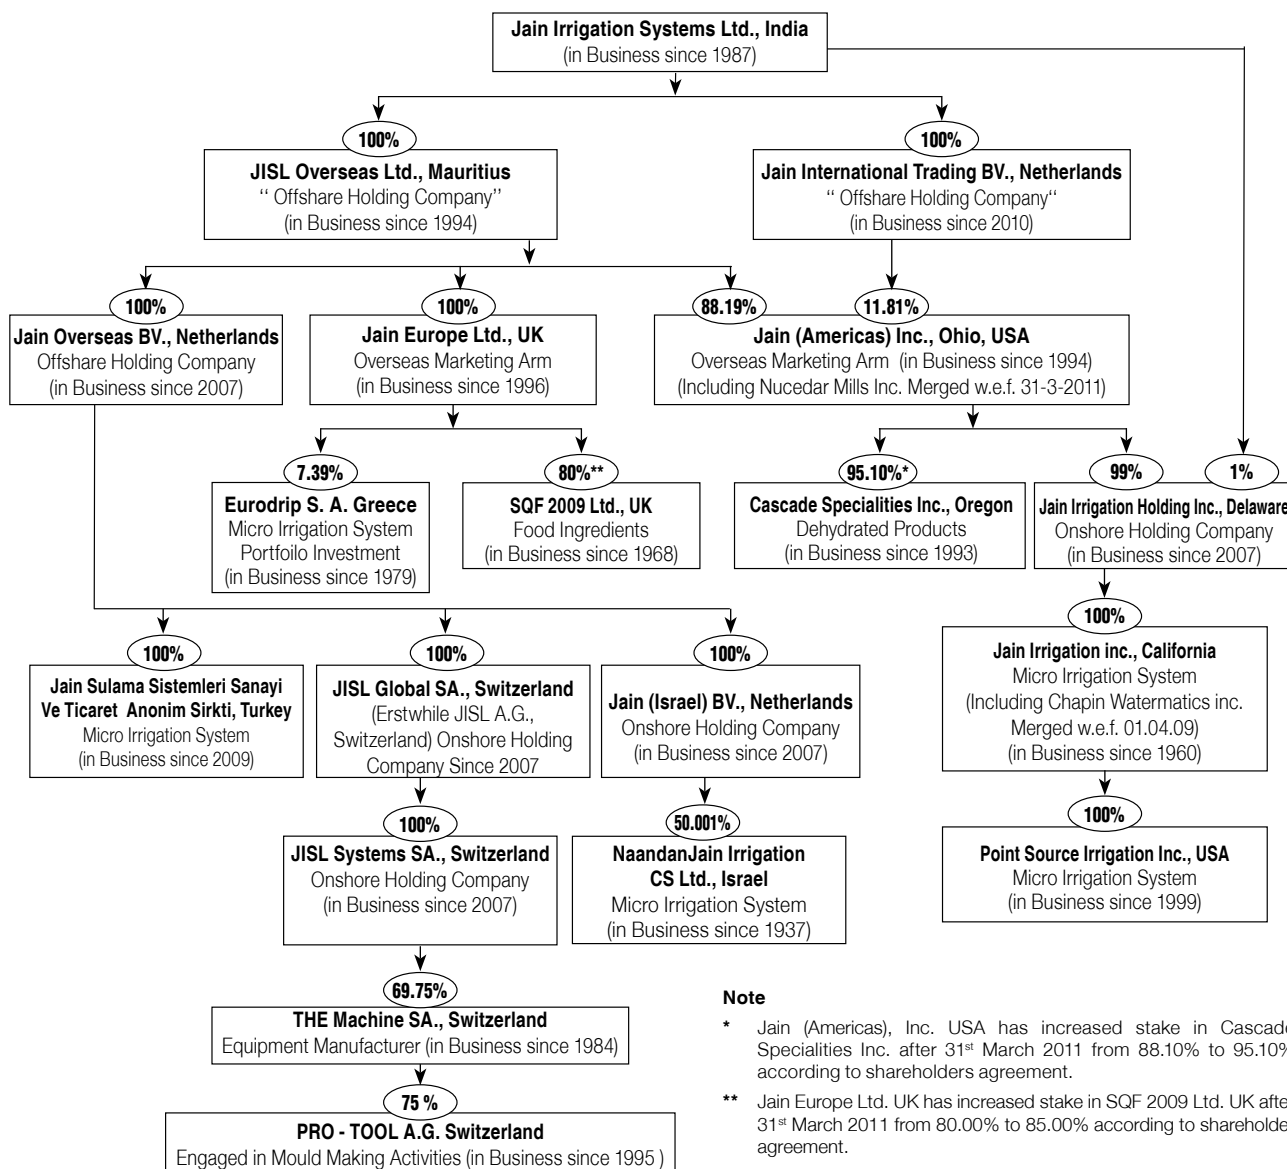 Jain Irrigation Systems Ltd., India
(in Business since 1987)
100%
JISL Overseas Ltd., Mauritius
“ Offshare Holding Company”
(in Business since 1994)
100%
Jain International Trading BV., Netherlands
“ Offshare Holding Company“
(in Business since 2010)
100%
Jain Overseas BV., Netherlands
Offshare Holding Company
(in Business since 2007)
100%
Jain Europe Ltd., UK
Overseas Marketing Arm
(in Business since 1996)
88.19%
11.81%
Jain (Americas) Inc., Ohio, USA
Overseas Marketing Arm (in Business since 1994)
(Including Nucedar Mills Inc. Merged w.e.f. 31-3-2011)
7.39%
Eurodrip S. A. Greece
Micro Irrigation System
Portfoilo Investment
(in Business since 1979)
80%**
SQF 2009 Ltd., UK
Food Ingredients
(in Business since 1968)
95.10%*
Cascade Specialities Inc., Oregon
Dehydrated Products
(in Business since 1993)
99%
1%
Jain Irrigation Holding Inc., Delaware
Onshore Holding Company
(in Business since 2007)
100%
Jain Sulama Sistemleri Sanayi
Ve Ticaret Anonim Sirkti, Turkey
Micro Irrigation System
(in Business since 2009)
100%
JISL Global SA., Switzerland
(Erstwhile JISL A.G.,
Switzerland) Onshore Holding
Company Since 2007
100%
Jain (Israel) BV., Netherlands
Onshore Holding Company
(in Business since 2007)
100%
Jain Irrigation inc., California
Micro Irrigation System
(Including Chapin Watermatics inc.
Merged w.e.f. 01.04.09)
(in Business since 1960)
100%
JISL Systems SA., Switzerland
Onshore Holding Company
(in Business since 2007)
50.001%
NaandanJain Irrigation
CS Ltd., Israel
Micro Irrigation System
(in Business since 1937)
100%
Point Source Irrigation Inc., USA
Micro Irrigation System
(in Business since 1999)
69.75%
THE Machine SA., Switzerland
Equipment Manufacturer (in Business since 1984)
75 %
PRO - TOOL A.G. Switzerland
Engaged in Mould Making Activities (in Business since 1995 )
Note
* Jain (Americas), Inc. USA has increased stake in Cascade
Specialities Inc. after 31st March 2011 from 88.10% to 95.10%
according to shareholders agreement.
** Jain Europe Ltd. UK has increased stake in SQF 2009 Ltd. UK after
31st March 2011 from 80.00% to 85.00% according to shareholder
agreement.